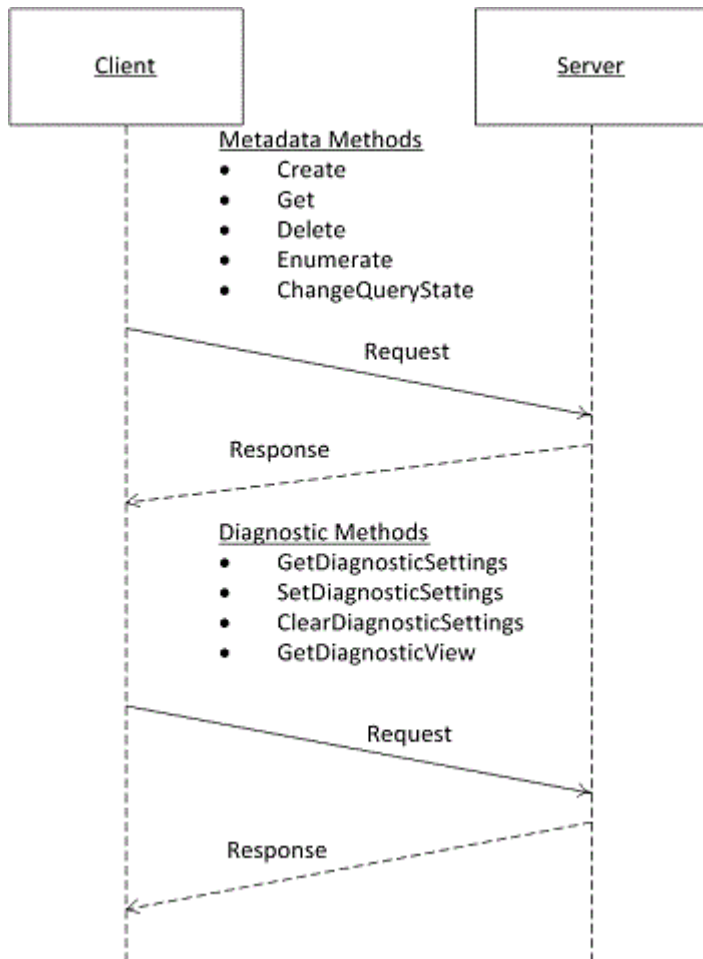 Client
Server
Metadata Methods
● Create
● Get
● Delete
● Enumerate
● ChangeQueryState
Request
Response
Diagnostic Methods
● GetDiagnosticSettings
● SetDiagnosticSettings
● ClearDiagnosticSettings
● GetDiagnosticView
Request
Response